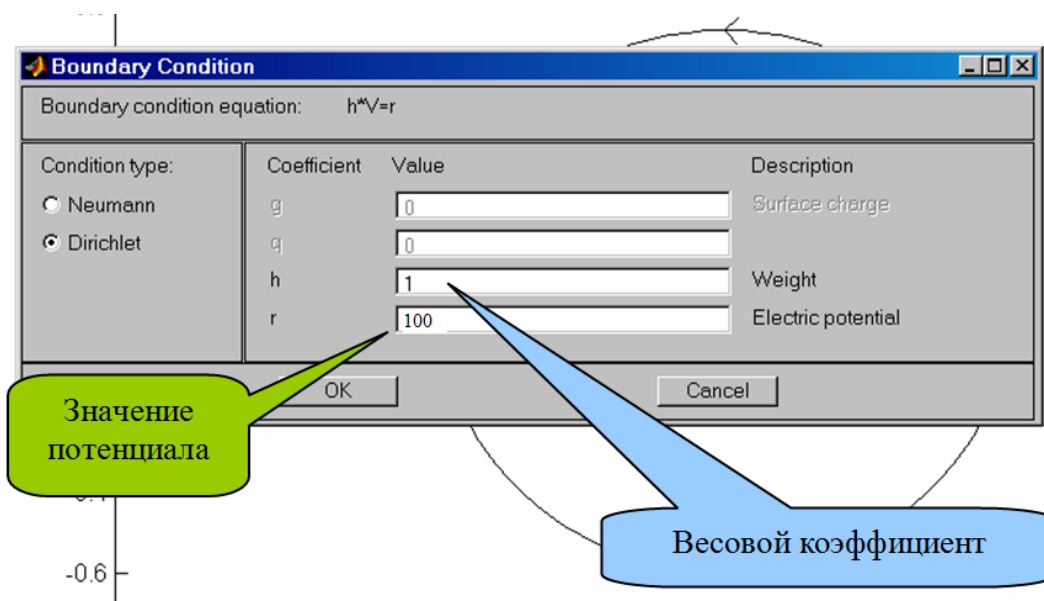 Boundary Condition
Boundary condition equation: h*V=r
Condition type: Coefficient Value Description
Neumann g 0 Surface charge
Dirichlet q 0
h 1 Weight
r 100 Electric potential
OK Cancel
Значение
потенциала
Весовой коэффициент
-0.6